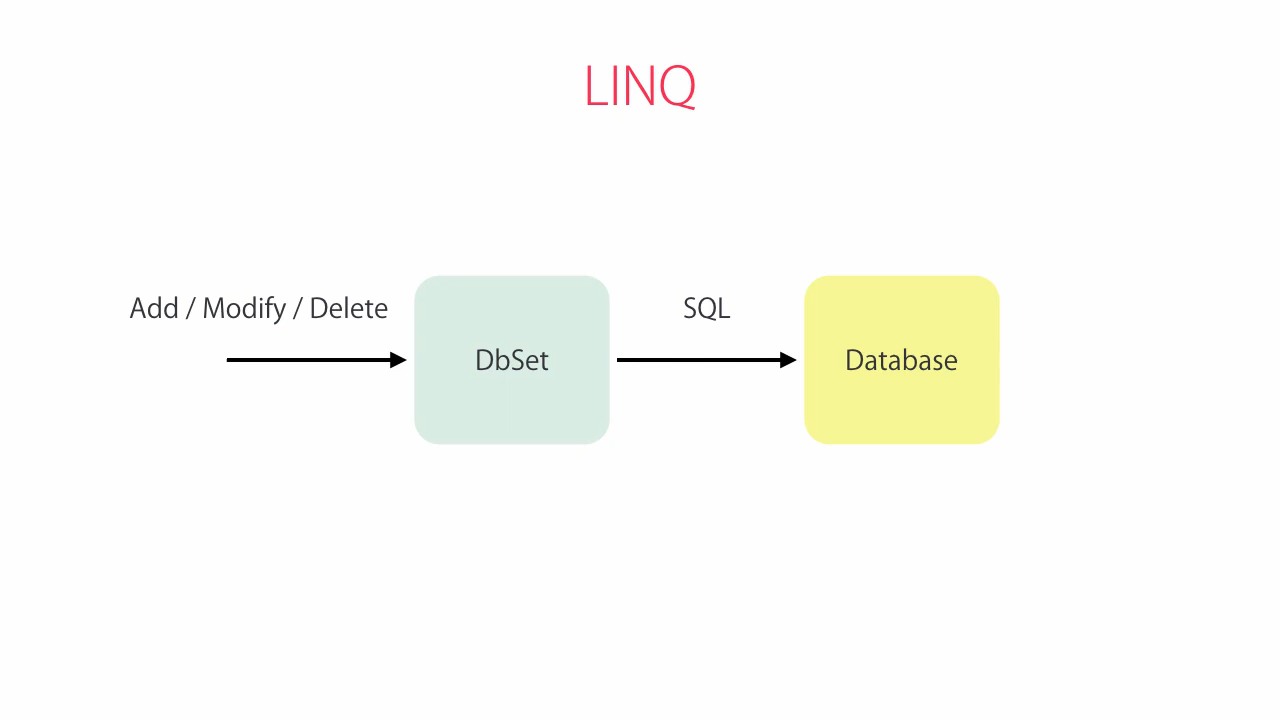 LINQ
Add / Modify / Delete
SQL
DbSet
Database